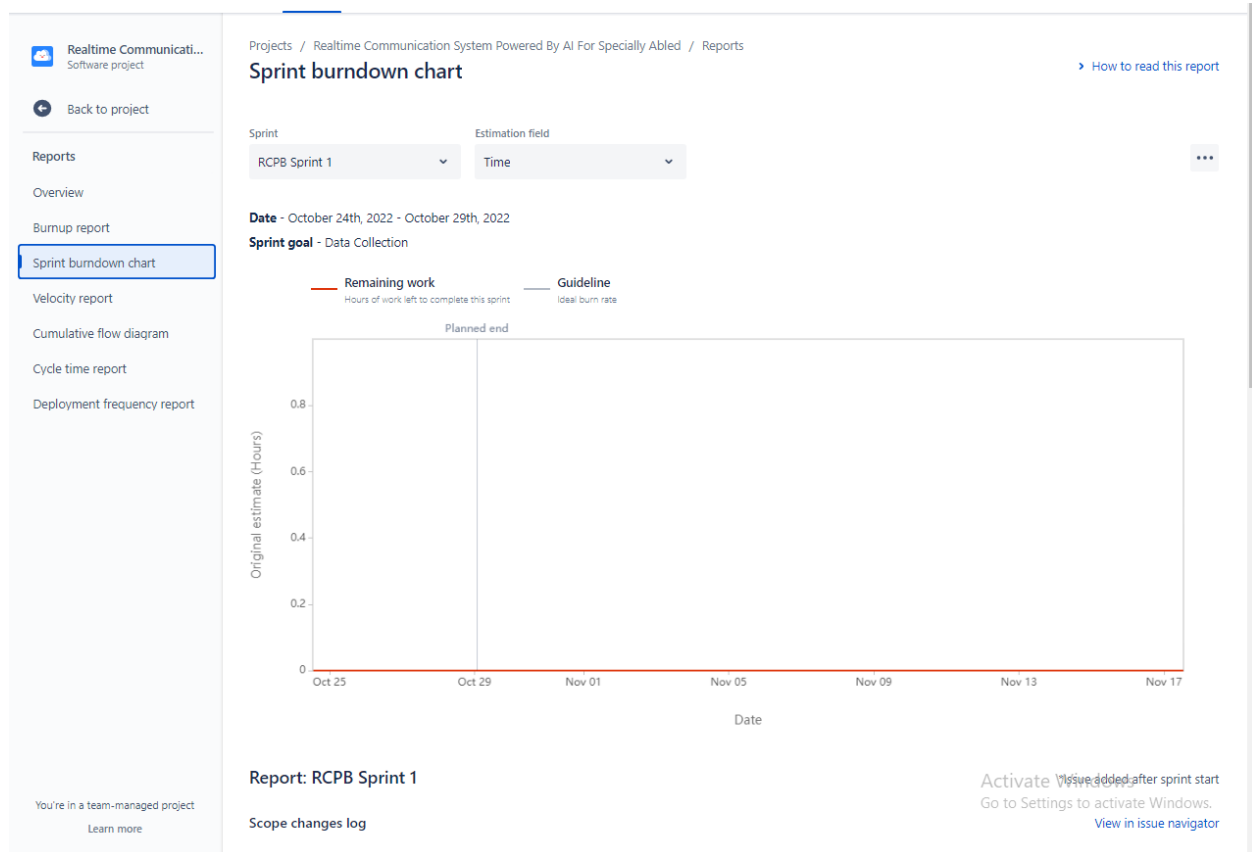 Realtime Communicati...
Software project
Back to project
Reports
Overview
Burnup report
Sprint burndown chart
Velocity report
Cumulative flow diagram
Cycle time report
Deployment frequency report
You're in a team-managed project
Learn more
Projects / Realtime Communication System Powered By AI For Specially Abled / Reports
Sprint burndown chart
How to read this report
Sprint
Estimation field
RCPB Sprint 1
Time
Date - October 24th, 2022 - October 29th, 2022
Sprint goal - Data Collection
Remaining work
Hours of work left to complete this sprint
Guideline
Ideal burn rate
Planned end
Original estimate (Hours)
0.8
0.6
0.4
0.2
0
Oct 25
Oct 29
Nov 01
Nov 05
Nov 09
Nov 13
Nov 17
Date
Report: RCPB Sprint 1
*Issue added after sprint start
Activate Windows
Go to Settings to activate Windows.
Scope changes log
View in issue navigator